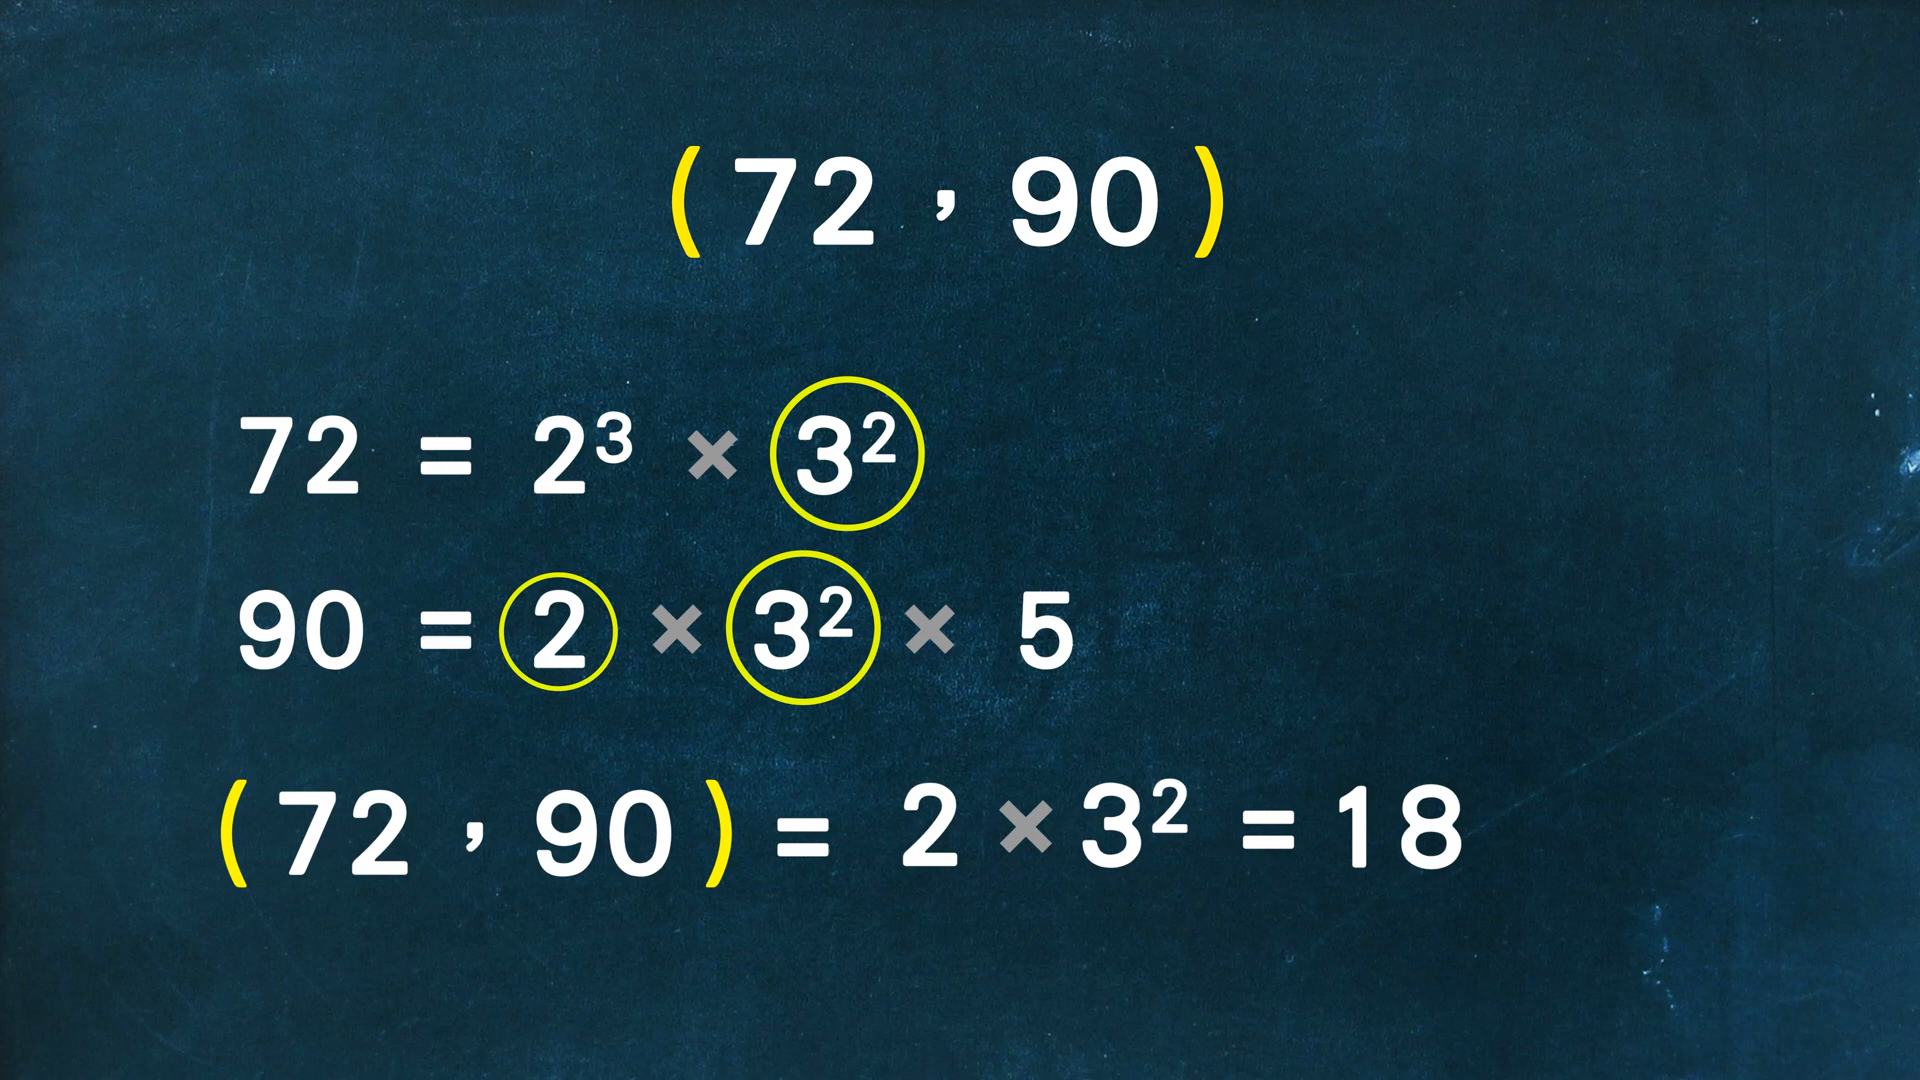 ( 72 , 90 )
72 = 2³ × 3²
90 = 2 × 3² × 5
( 72 , 90 ) = 2 × 3² = 18